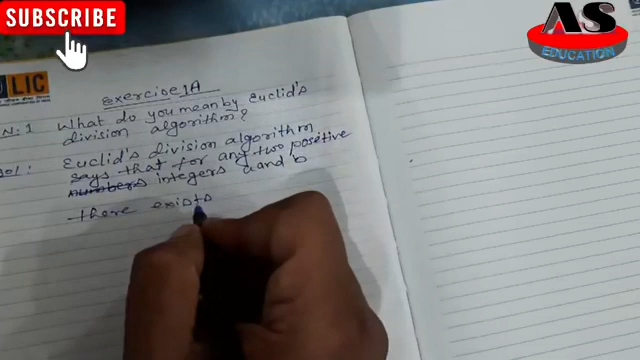 SUBSCRIBE
AS
EDUCATION
LIC
Exercise 1A
N: 1 What do you mean by Euclid's
division algorithm?
Sol: Euclid's division algorithm
says that for any two positive
numbers integers a and b
there exists